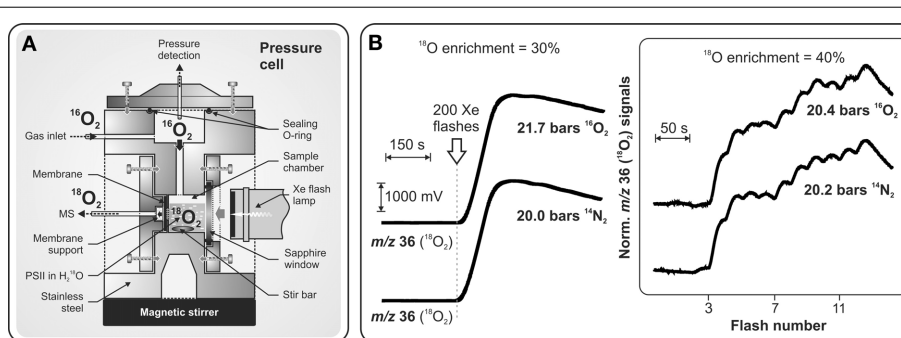 A
Pressure
detection
Pressure
cell
¹⁶O₂
¹⁶O₂
Gas inlet
Sealing
O-ring
Membrane
Sample
chamber
¹⁸O₂
Xe flash
lamp
MS
¹⁸O₂
Membrane
support
PSII in H₂¹⁸O
Sapphire
window
Stainless
steel
Stir bar
Magnetic stirrer
B
¹⁸O enrichment = 30%
200 Xe
flashes
150 s
21.7 bars ¹⁶O₂
1000 mV
m/z 36 (¹⁸O₂)
20.0 bars ¹⁴N₂
m/z 36 (¹⁸O₂)
Norm. m/z 36 (¹⁸O₂) signals
¹⁸O enrichment = 40%
50 s
20.4 bars ¹⁶O₂
20.2 bars ¹⁴N₂
3 7 11
Flash number